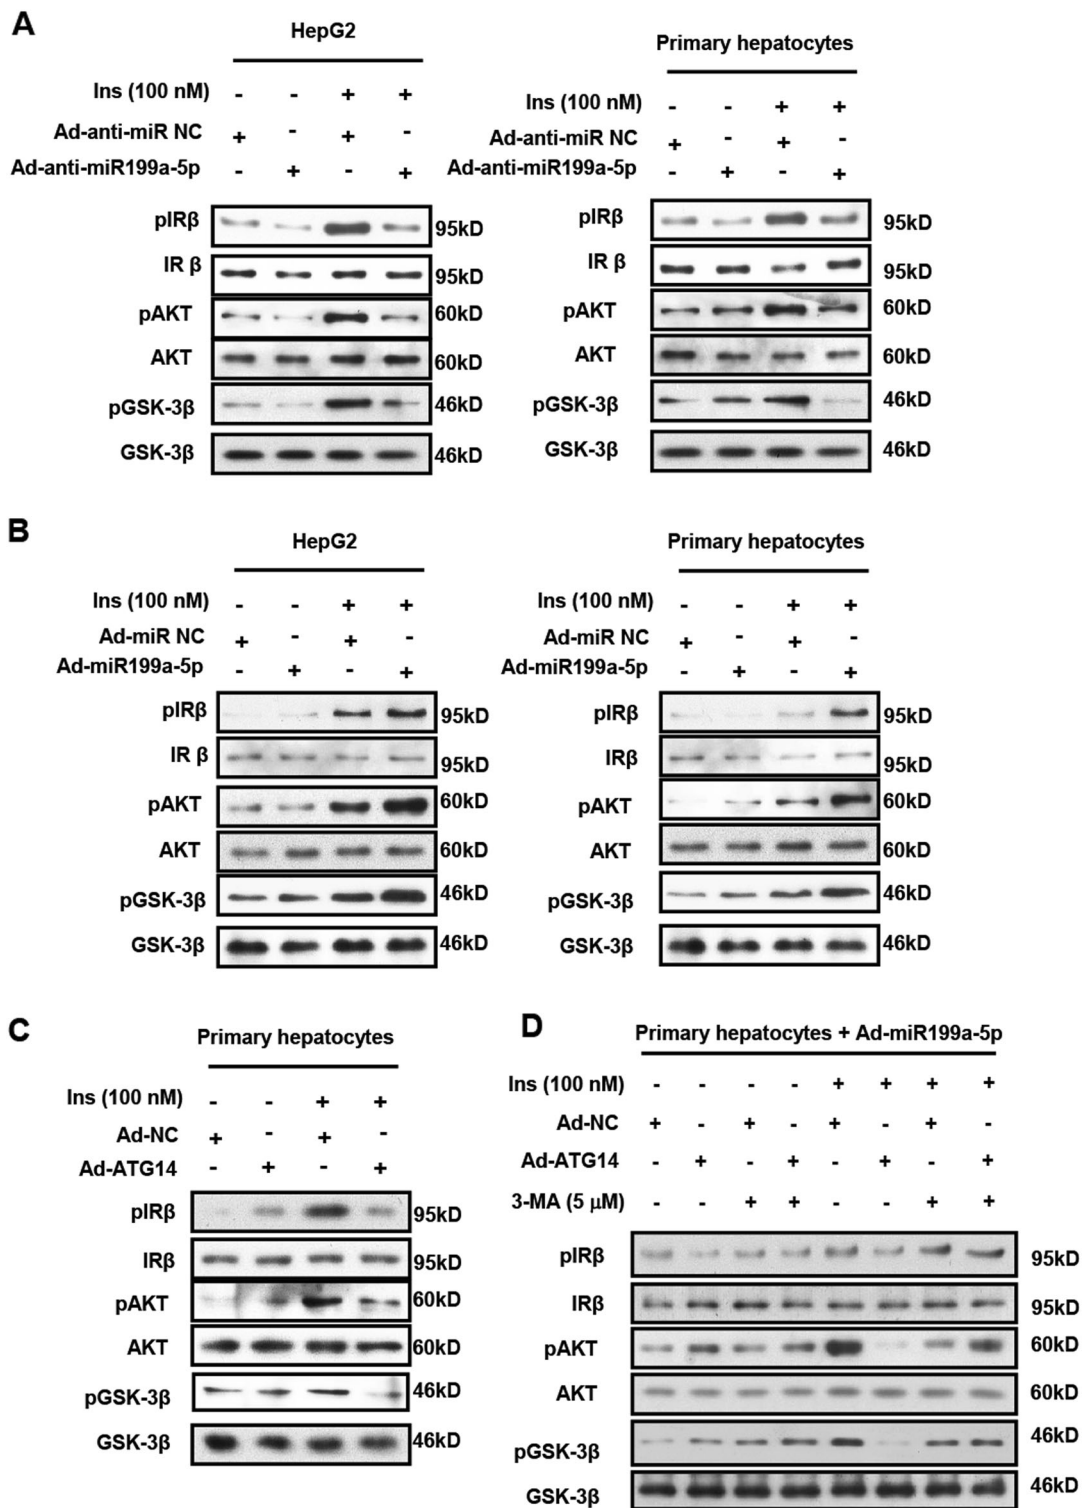 A
HepG2
Ins (100 nM) - - + +
Ad-anti-miR NC + - + -
Ad-anti-miR199a-5p - + - +
pIRβ 95kD
IR β 95kD
pAKT 60kD
AKT 60kD
pGSK-3β 46kD
GSK-3β 46kD
Primary hepatocytes
Ins (100 nM) - - + +
Ad-anti-miR NC + - + -
Ad-anti-miR199a-5p - + - +
pIRβ 95kD
IR β 95kD
pAKT 60kD
AKT 60kD
pGSK-3β 46kD
GSK-3β 46kD
B
HepG2
Ins (100 nM) - - + +
Ad-miR NC + - + -
Ad-miR199a-5p - + - +
pIRβ 95kD
IR β 95kD
pAKT 60kD
AKT 60kD
pGSK-3β 46kD
GSK-3β 46kD
Primary hepatocytes
Ins (100 nM) - - + +
Ad-miR NC + - + -
Ad-miR199a-5p - + - +
pIRβ 95kD
IRβ 95kD
pAKT 60kD
AKT 60kD
pGSK-3β 46kD
GSK-3β 46kD
C
Primary hepatocytes
Ins (100 nM) - - + +
Ad-NC + - + -
Ad-ATG14 - + - +
pIRβ 95kD
IRβ 95kD
pAKT 60kD
AKT 60kD
pGSK-3β 46kD
GSK-3β 46kD
D
Primary hepatocytes + Ad-miR199a-5p
Ins (100 nM) - - - - + + + +
Ad-NC + - + - + - + -
Ad-ATG14 - + - + - + - +
3-MA (5 μM) - - + + - - + +
pIRβ 95kD
IRβ 95kD
pAKT 60kD
AKT 60kD
pGSK-3β 46kD
GSK-3β 46kD